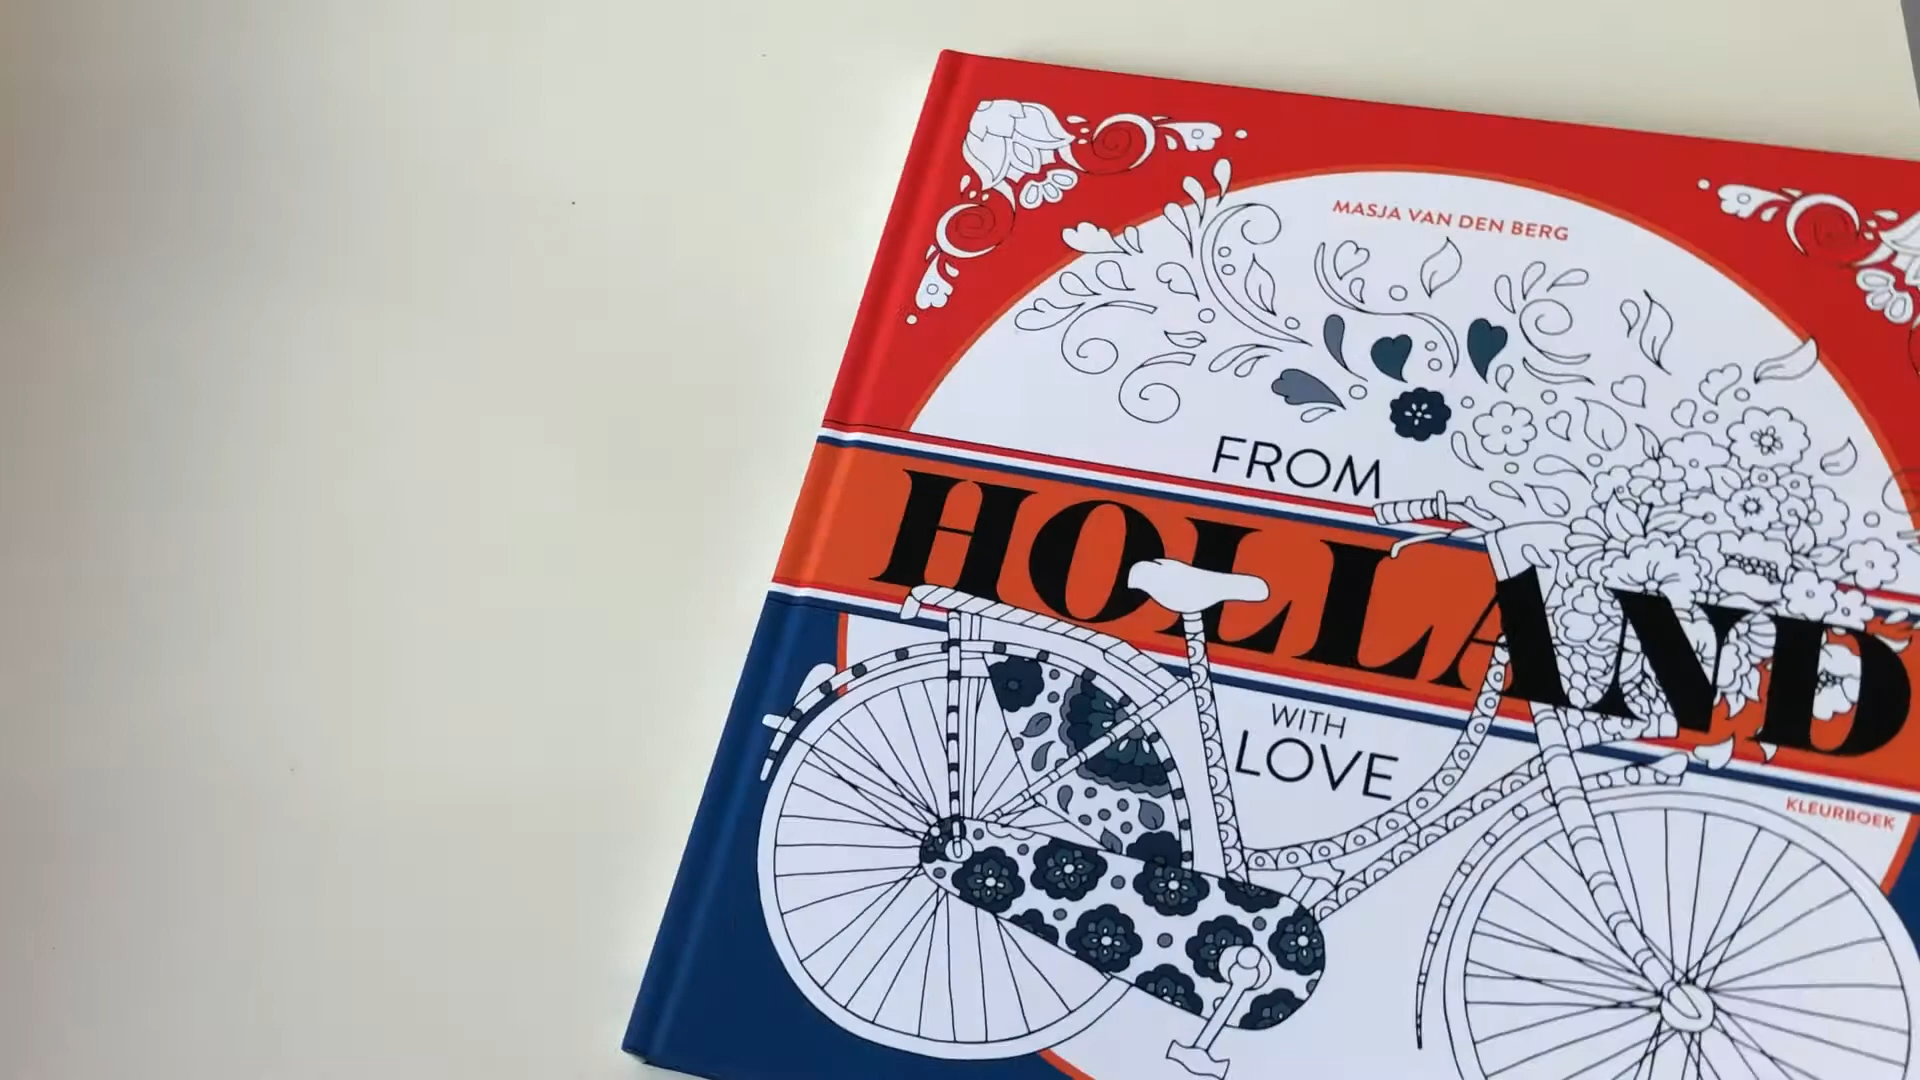 MASJA VAN DEN BERG
FROM
HOLLAND
WITH
LOVE
KLEURBOEK